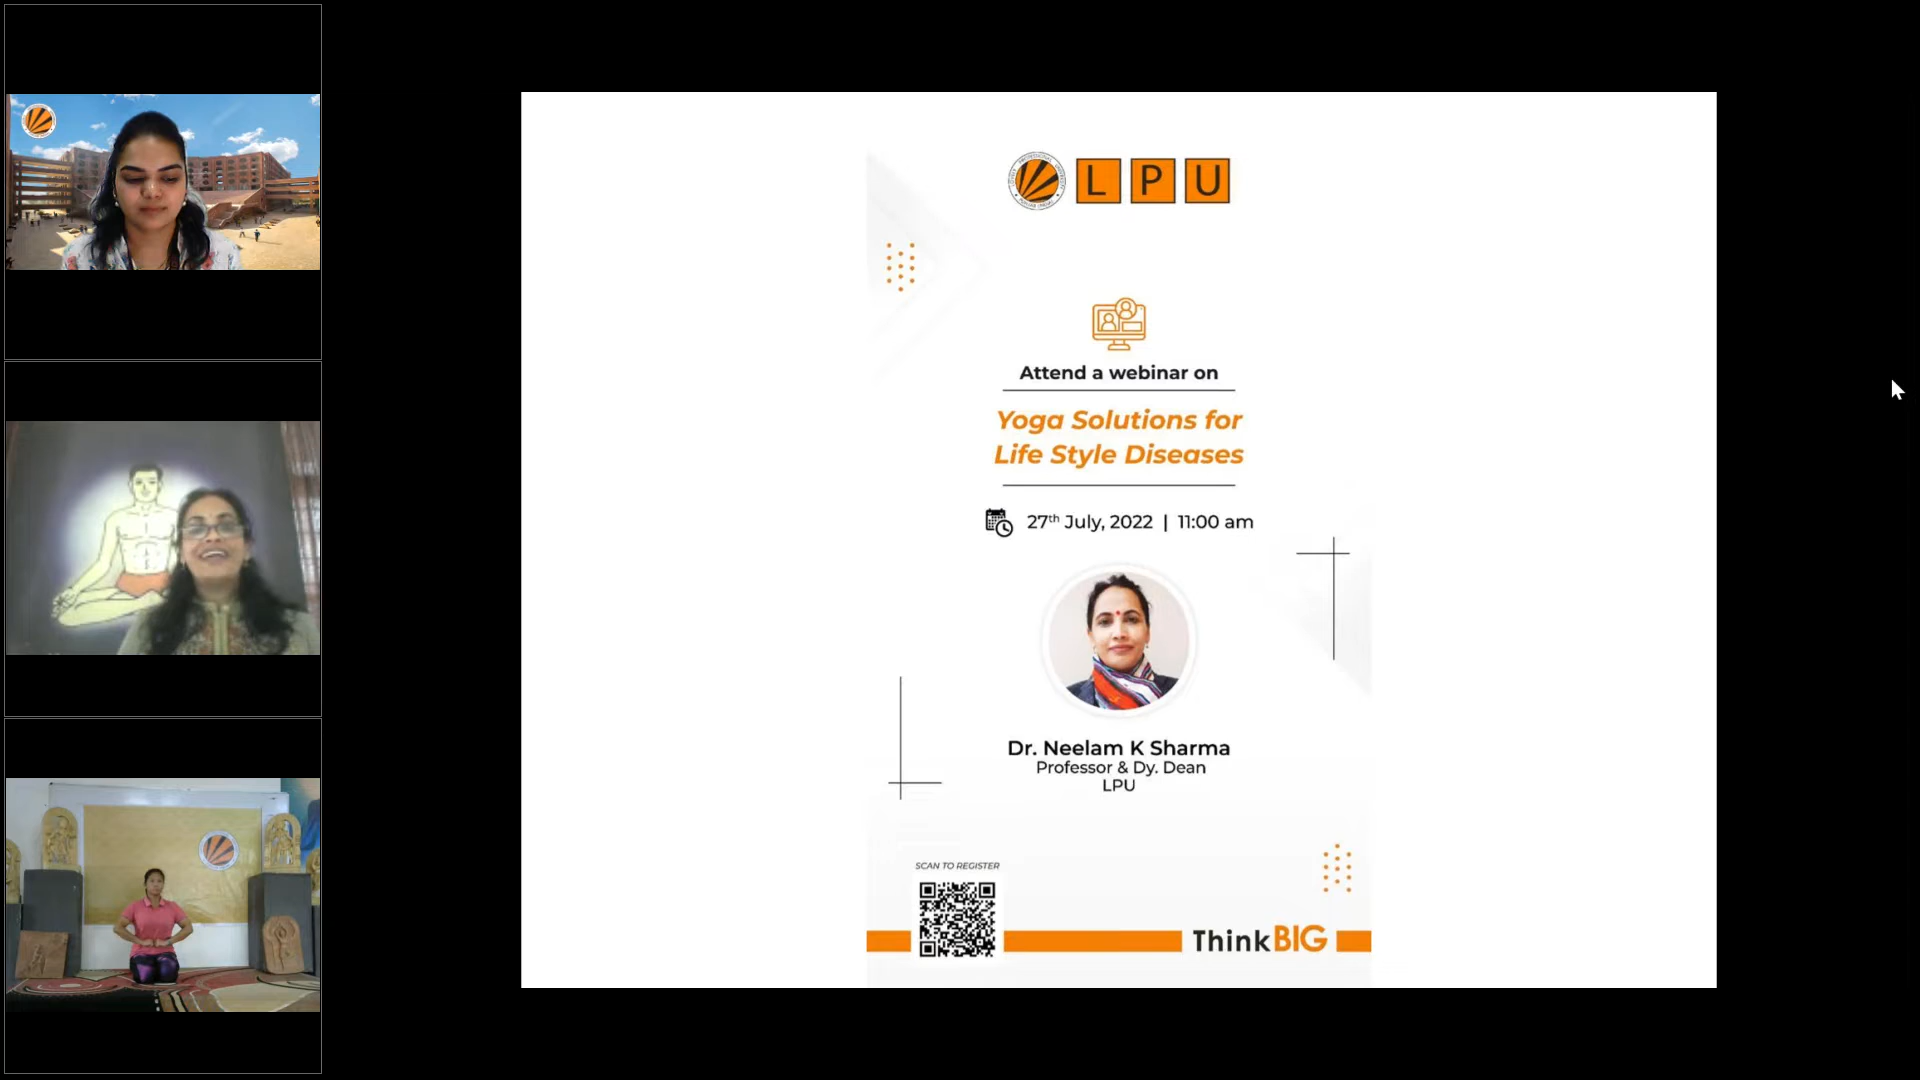 L P U
Attend a webinar on
Yoga Solutions for
Life Style Diseases
27th July, 2022 | 11:00 am
Dr. Neelam K Sharma
Professor & Dy. Dean
LPU
SCAN TO REGISTER
ThinkBIG